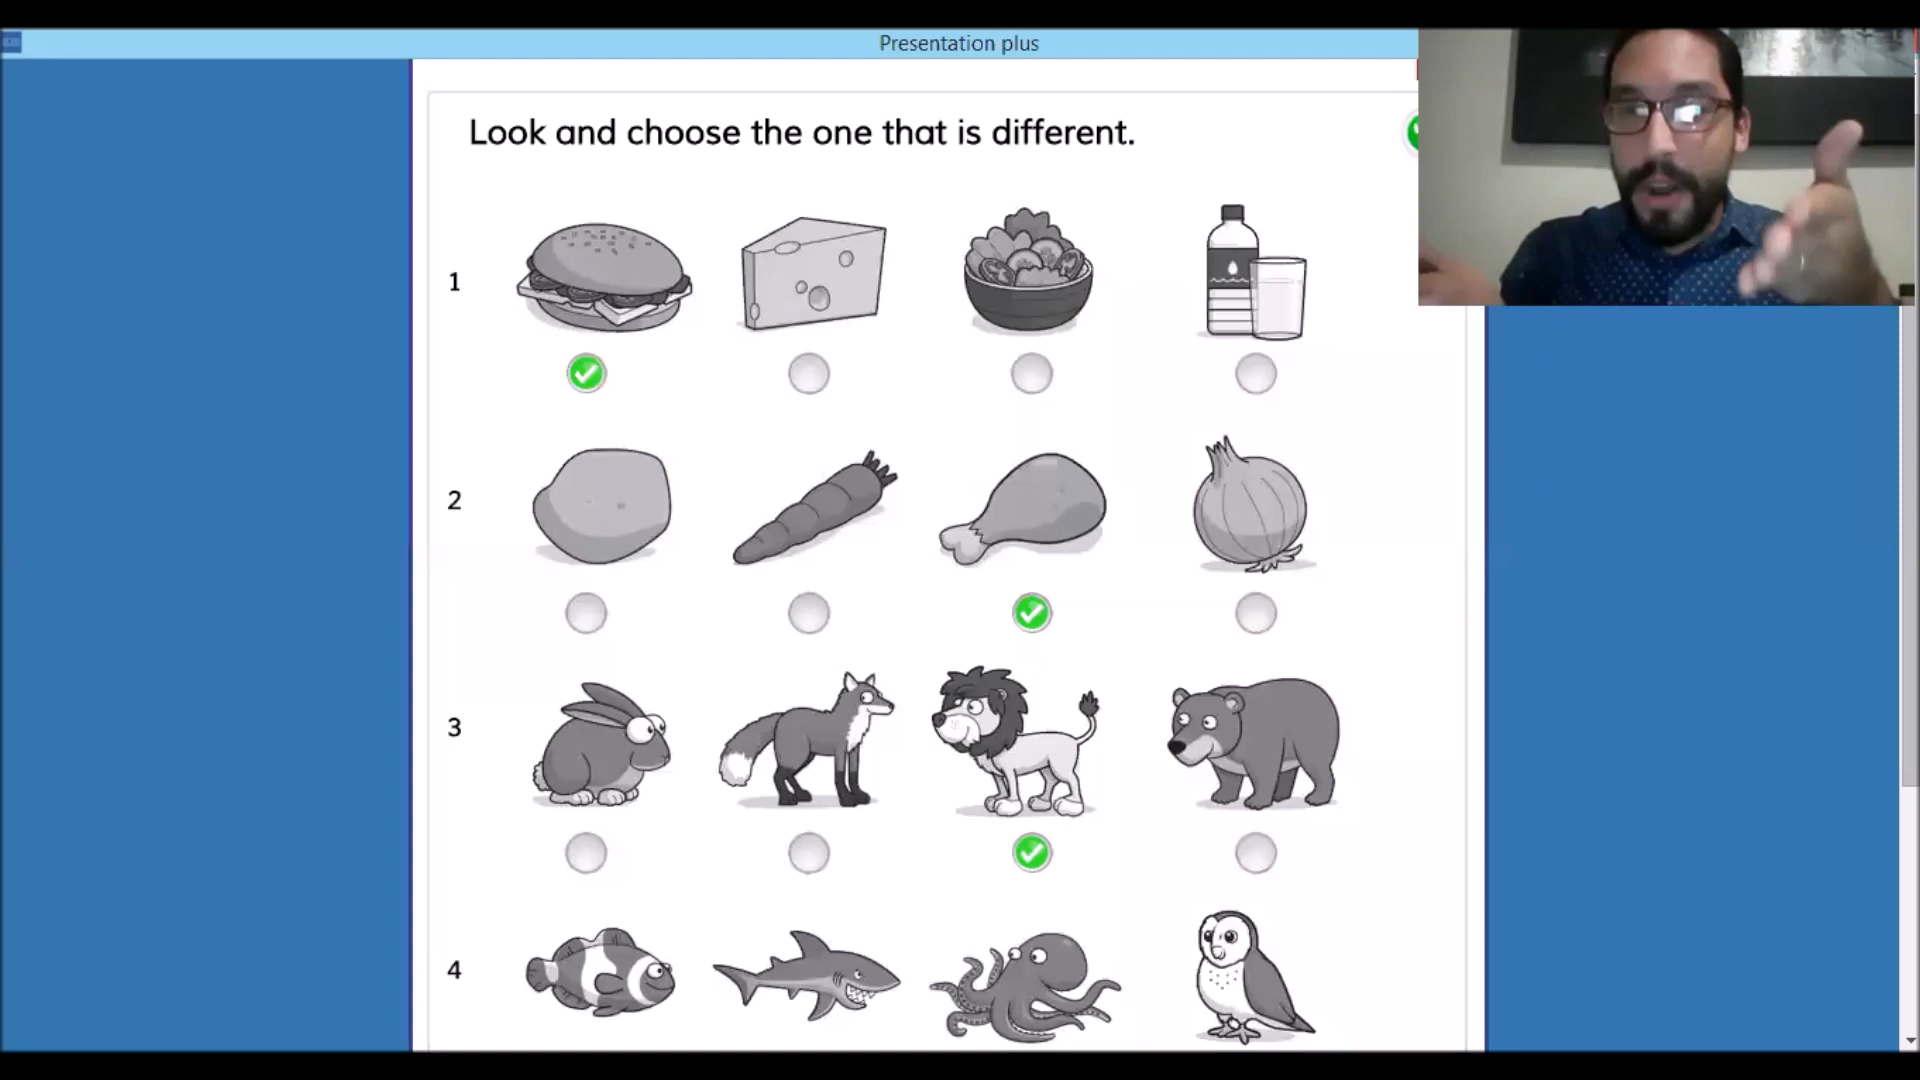 Presentation plus
Look and choose the one that is different.
1
2
3
4